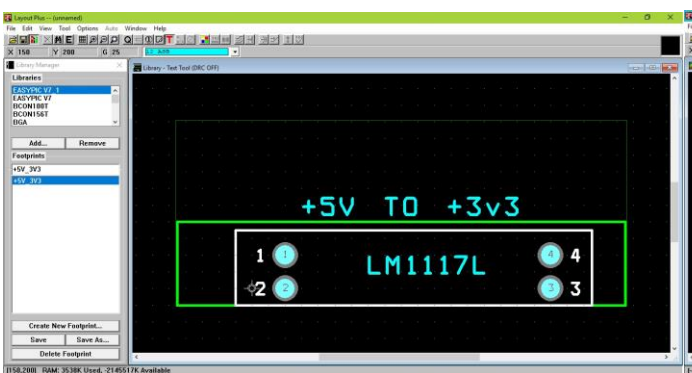 Layout Plus -- (unnamed)
File Edit View Tool Options Auto Window Help
X 150 Y 200 G 25
Library Manager
Library - Text Tool (DRC OFF)
Libraries
EASYPIC V7_1
EASYPIC V7
BCON100T
BCON156T
BGA
Add... Remove
Footprints
+5V_3V3
+5V_3V3
+5V TO +3v3
1 1 LM1117L 4 4
2 2 3 3
Create New Footprint...
Save Save As...
Delete Footprint
[150,200] RAM: 3538K Used, -2145517K Available